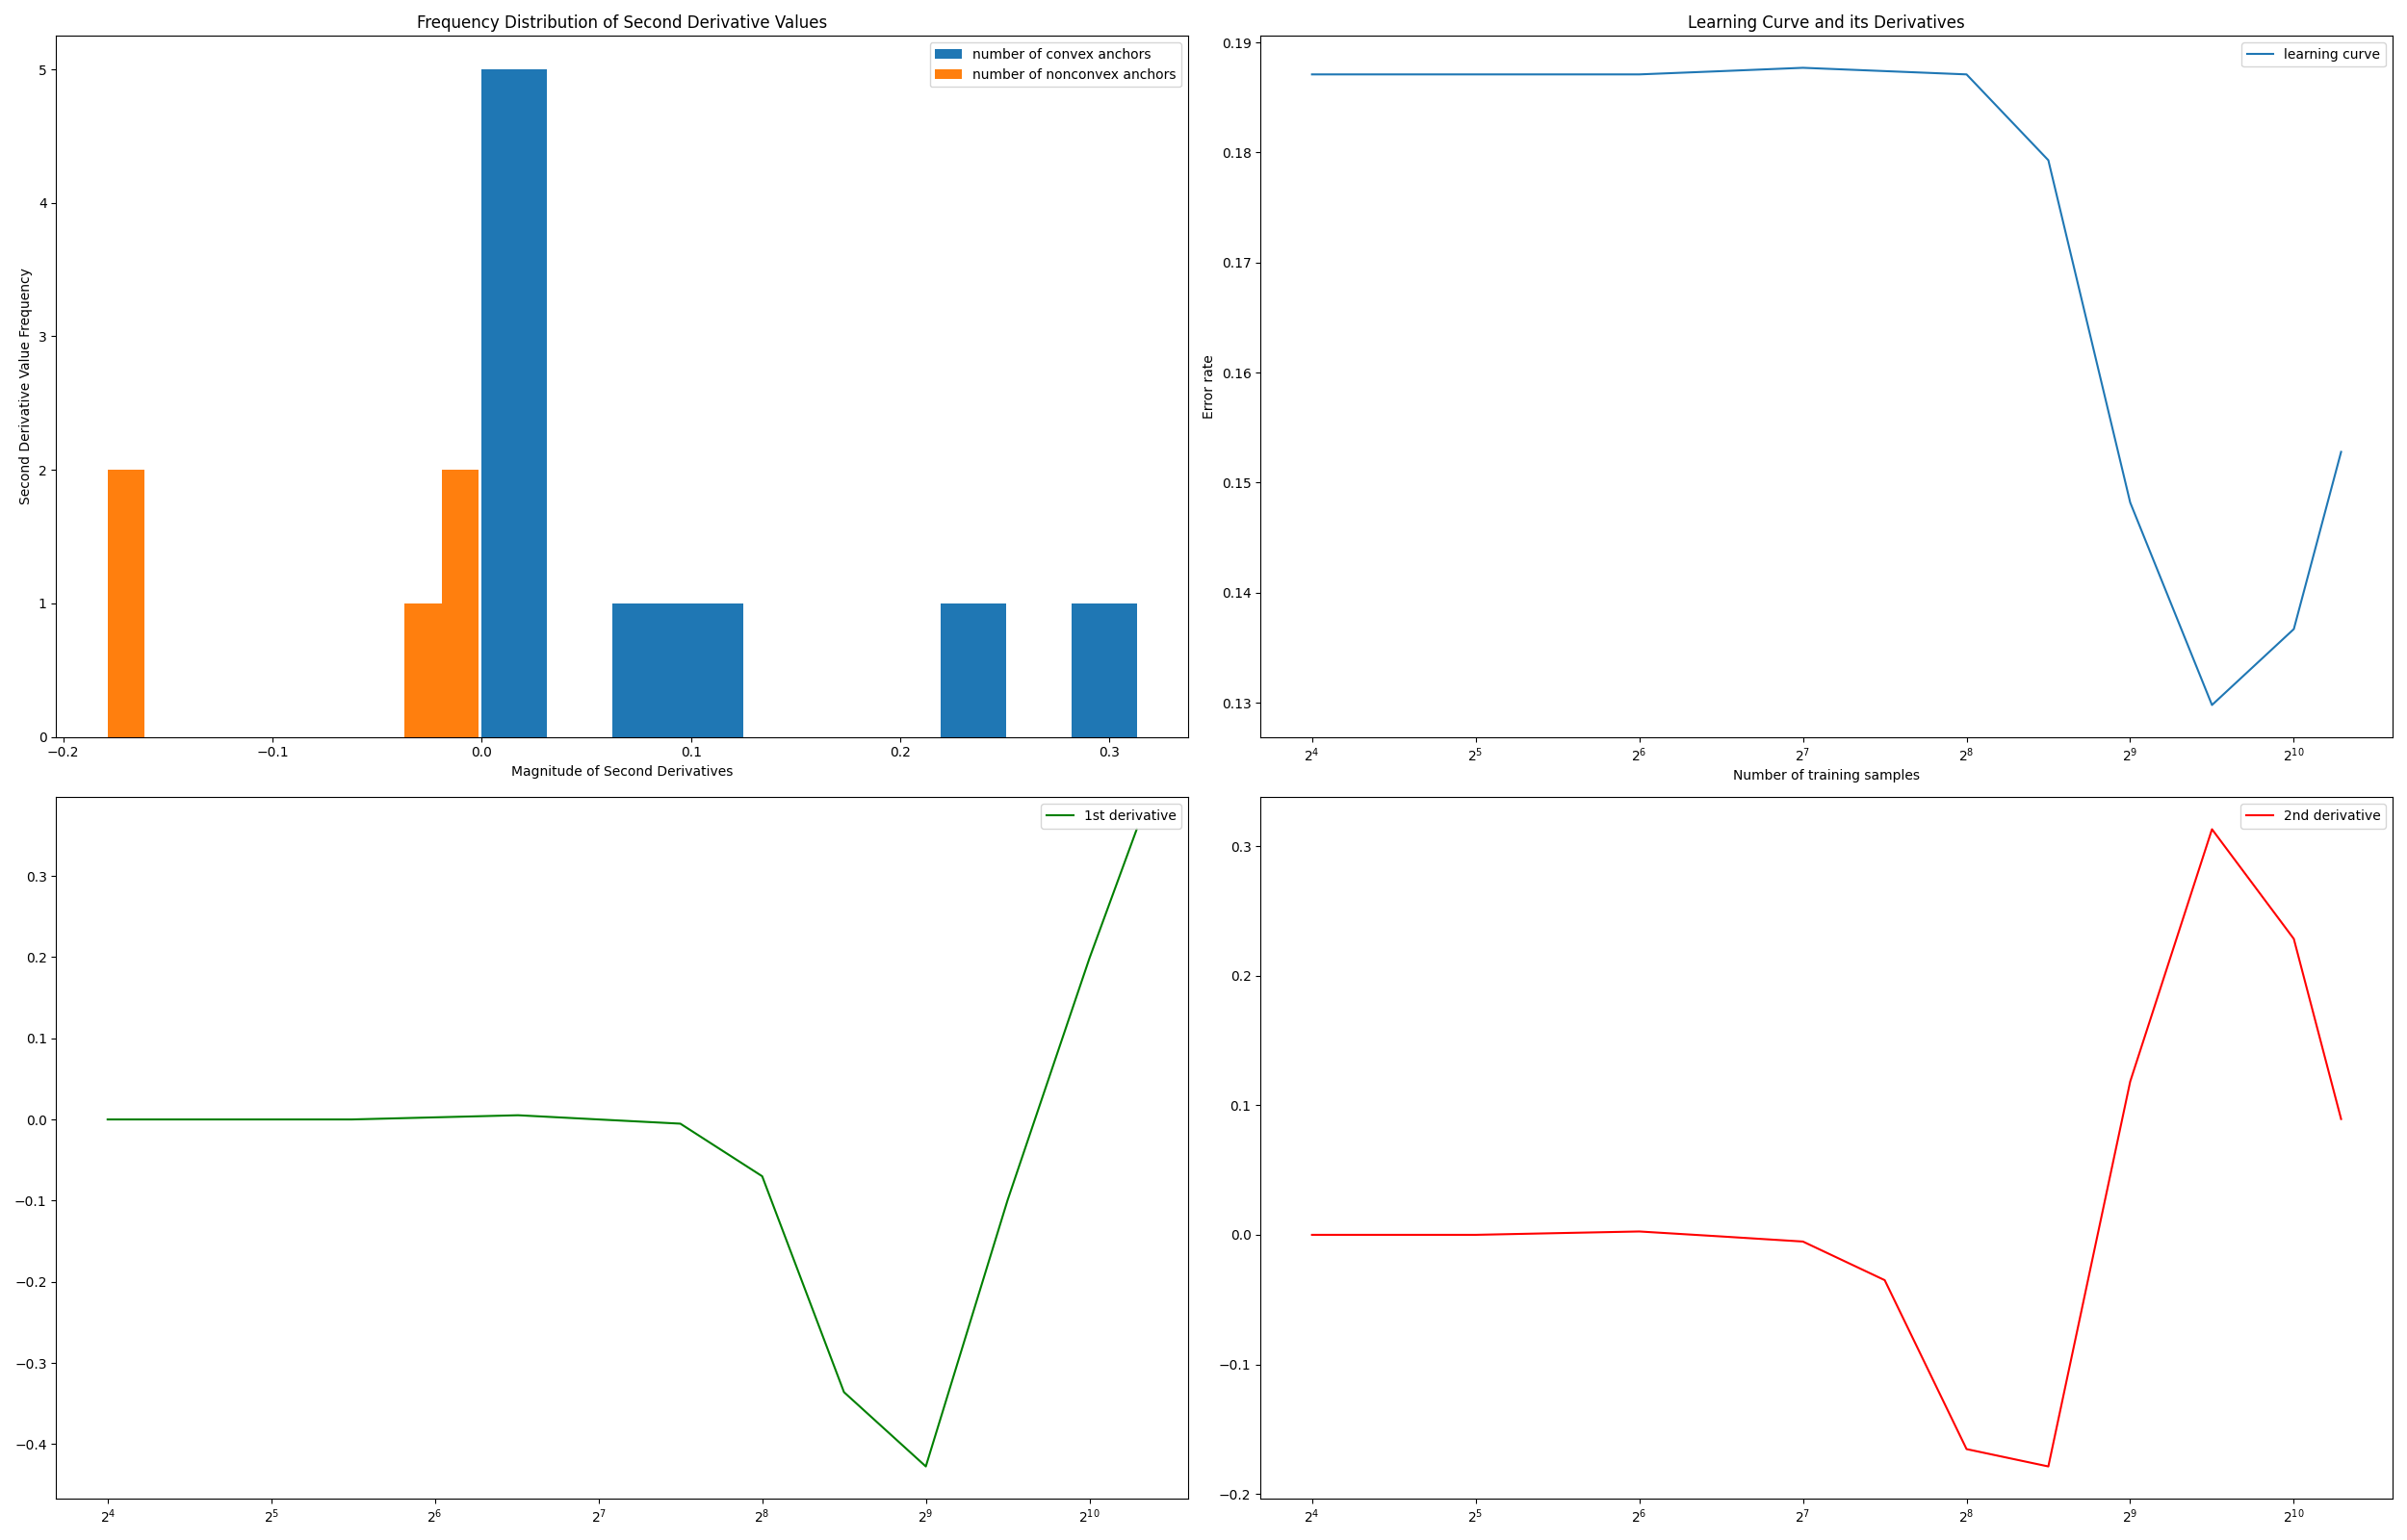 Frequency Distribution of Second Derivative Values
number of convex anchors
number of nonconvex anchors
Second Derivative Value Frequency
5
4
3
2
1
0
−0.2 −0.1 0.0 0.1 0.2 0.3
Magnitude of Second Derivatives
Learning Curve and its Derivatives
learning curve
Error rate
0.19
0.18
0.17
0.16
0.15
0.14
0.13
2^4 2^5 2^6 2^7 2^8 2^9 2^10
Number of training samples
1st derivative
0.3
0.2
0.1
0.0
−0.1
−0.2
−0.3
−0.4
2^4 2^5 2^6 2^7 2^8 2^9 2^10
2nd derivative
0.3
0.2
0.1
0.0
−0.1
−0.2
2^4 2^5 2^6 2^7 2^8 2^9 2^10